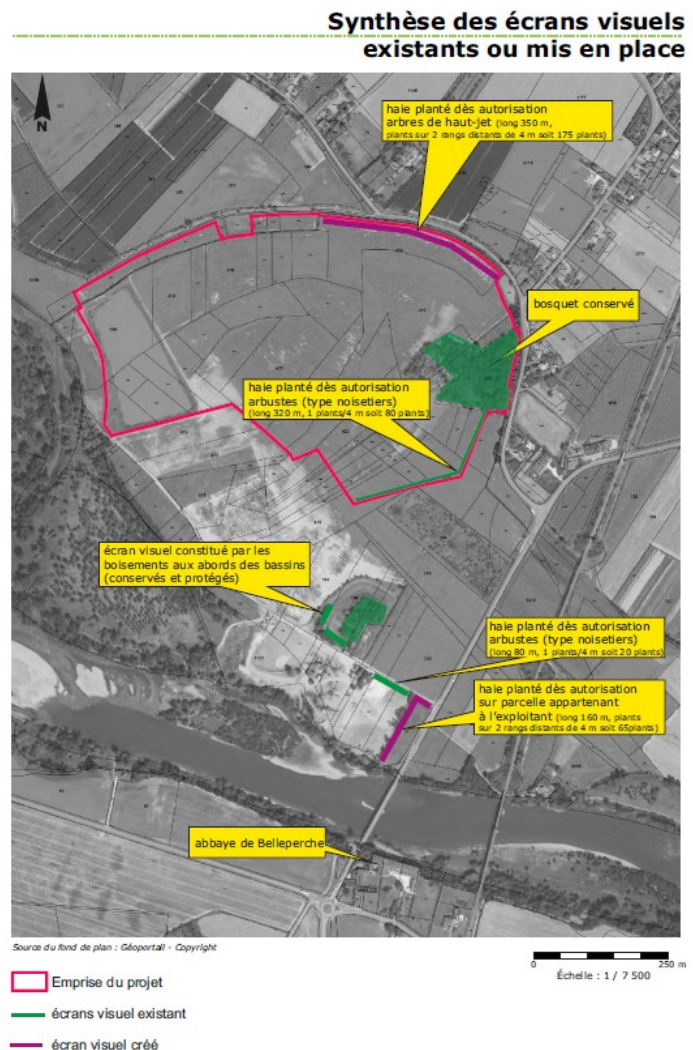 Synthèse des écrans visuels
existants ou mis en place
haie planté dès autorisation
arbres de haut-jet (long 350 m,
plants sur 2 rangs distants de 4 m soit 175 plants)
N
bosquet conservé
haie planté dès autorisation
arbustes (type noisetiers)
(long 320 m, 1 plants/4 m soit 80 plants)
écran visuel constitué par les
boisements aux abords des bassins
(conservés et protégés)
haie planté dès autorisation
arbustes (type noisetiers)
(long 80 m, 1 plants/4 m soit 20 plants)
haie planté dès autorisation
sur parcelle appartenant
à l'exploitant (long 160 m, plants
sur 2 rangs distants de 4 m soit 65plants)
abbaye de Belleperche
Source du fond de plan : Géoportail - Copyright
0 250 m
Échelle : 1 / 7 500
Emprise du projet
écrans visuel existant
écran visuel créé